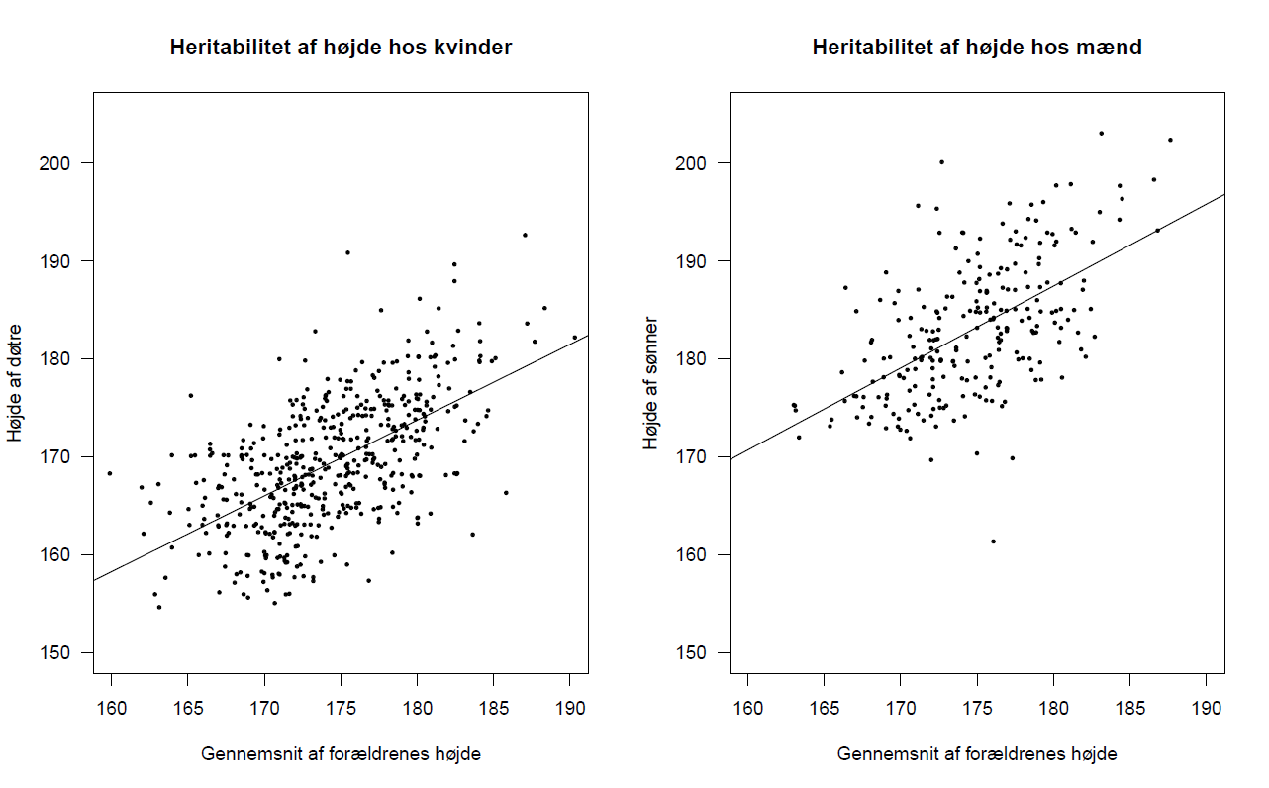 Heritabilitet af højde hos kvinder
Højde af døtre
200
190
180
170
160
150
160 165 170 175 180 185 190
Gennemsnit af forældrenes højde
Heritabilitet af højde hos mænd
Højde af sønner
200
190
180
170
160
150
160 165 170 175 180 185 190
Gennemsnit af forældrenes højde